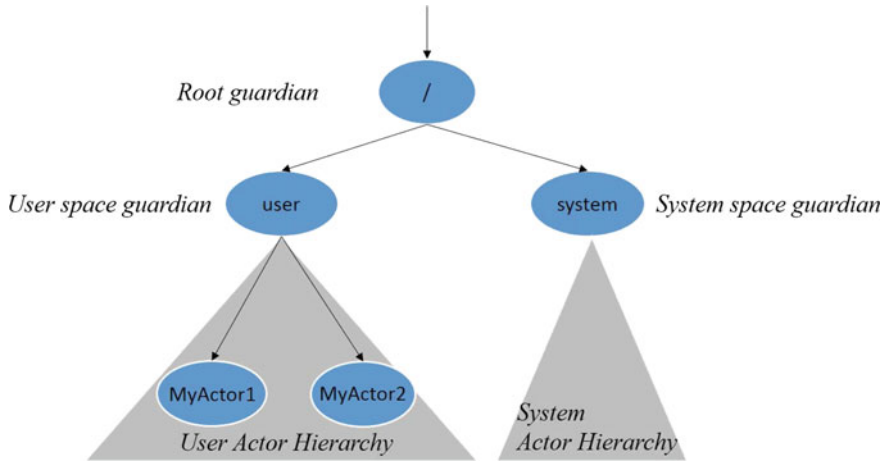 /
Root guardian
User space guardian
user
system
System space guardian
MyActor1
MyActor2
User Actor Hierarchy
System
Actor Hierarchy